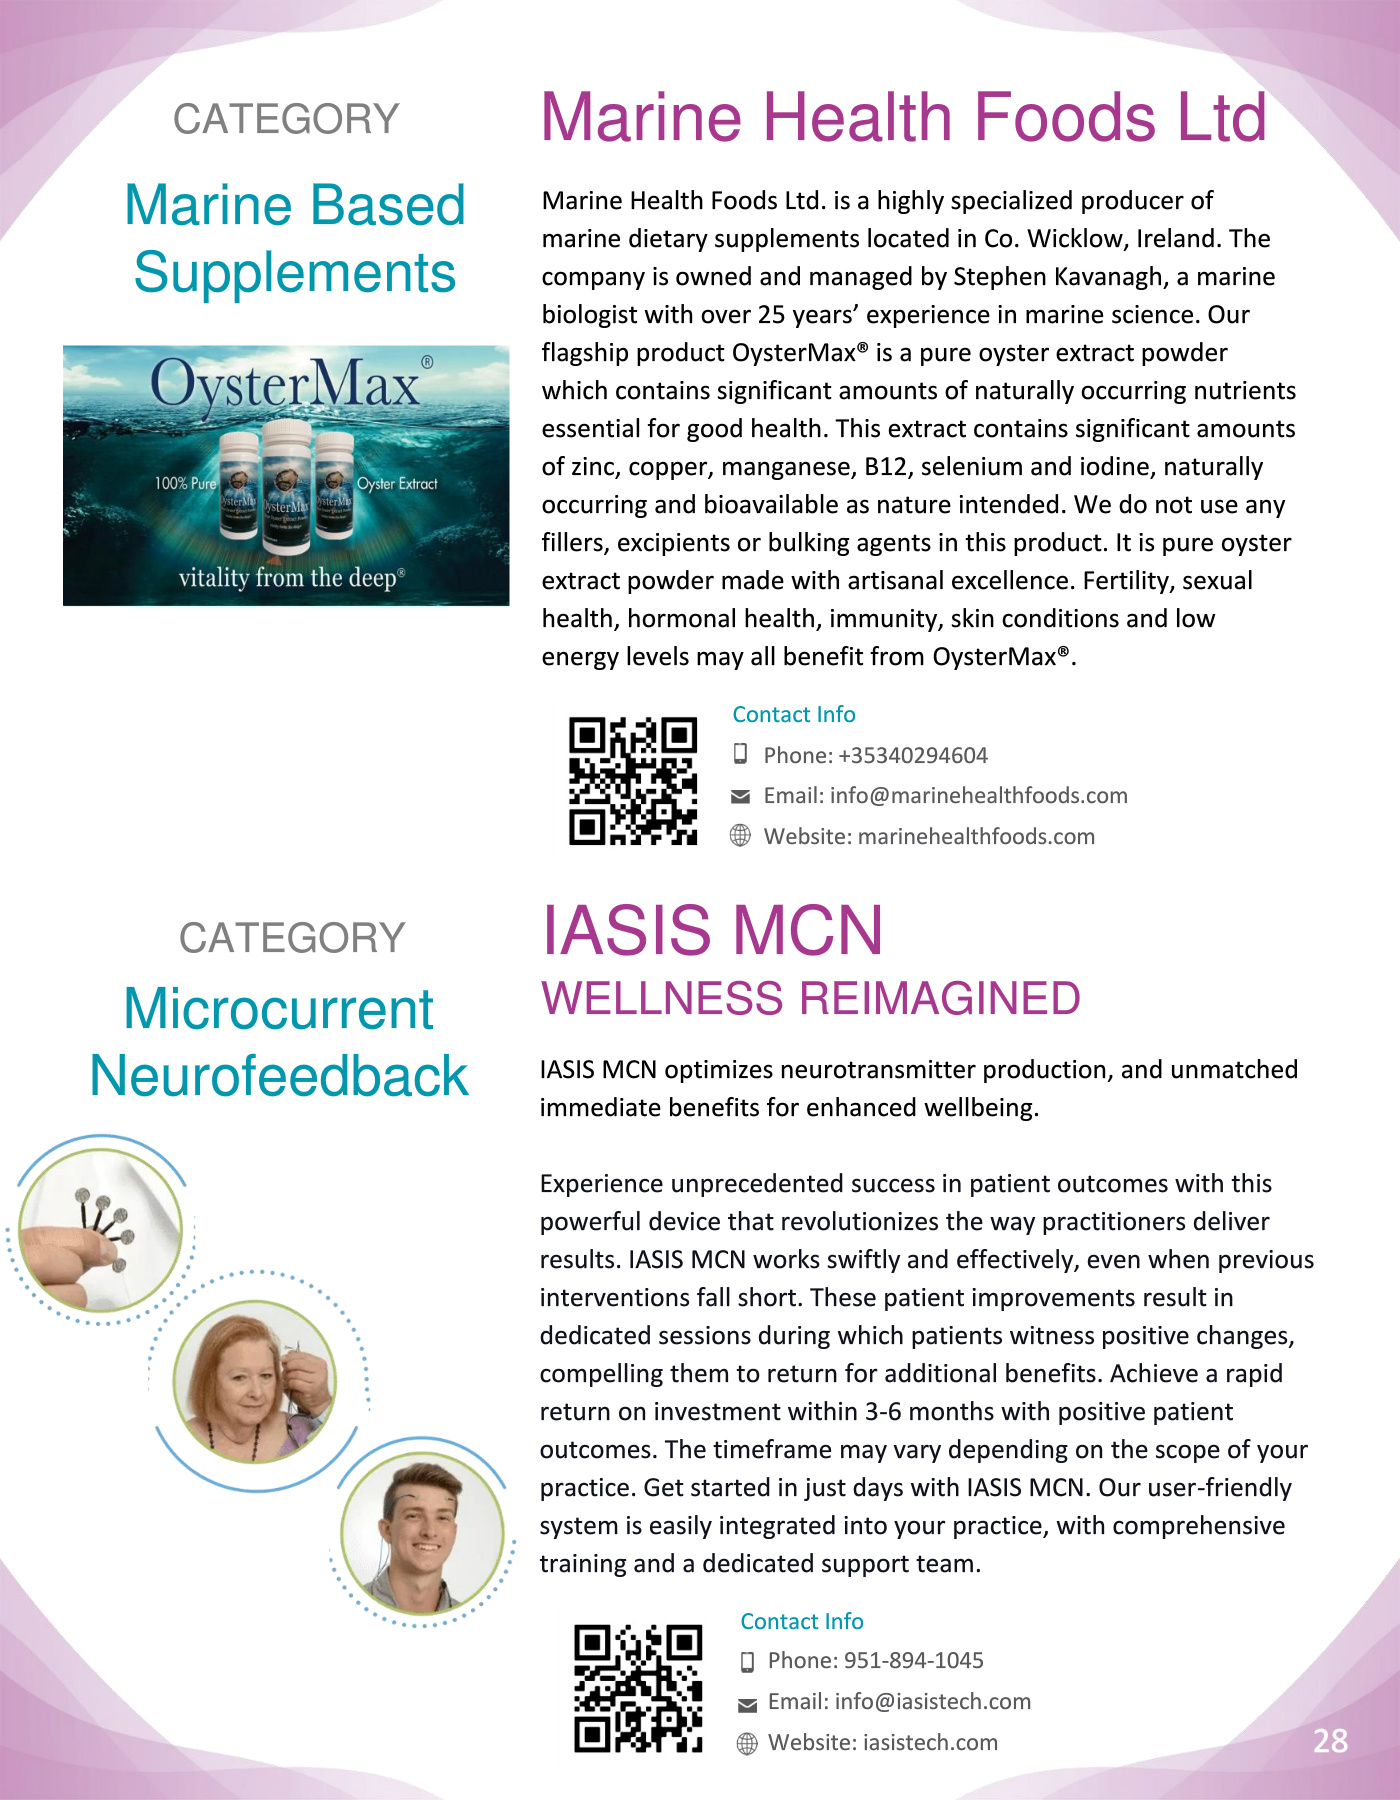 CATEGORY
Marine Based
Supplements
OysterMax®
100% Pure
Oyster Extract
OysterMax
OysterMax
OysterMax
vitality from the deep®
Marine Health Foods Ltd
Marine Health Foods Ltd. is a highly specialized producer of
marine dietary supplements located in Co. Wicklow, Ireland. The
company is owned and managed by Stephen Kavanagh, a marine
biologist with over 25 years’ experience in marine science. Our
flagship product OysterMax® is a pure oyster extract powder
which contains significant amounts of naturally occurring nutrients
essential for good health. This extract contains significant amounts
of zinc, copper, manganese, B12, selenium and iodine, naturally
occurring and bioavailable as nature intended. We do not use any
fillers, excipients or bulking agents in this product. It is pure oyster
extract powder made with artisanal excellence. Fertility, sexual
health, hormonal health, immunity, skin conditions and low
energy levels may all benefit from OysterMax®.
Contact Info
Phone: +35340294604
Email: info@marinehealthfoods.com
Website: marinehealthfoods.com
CATEGORY
Microcurrent
Neurofeedback
IASIS MCN
WELLNESS REIMAGINED
IASIS MCN optimizes neurotransmitter production, and unmatched
immediate benefits for enhanced wellbeing.
Experience unprecedented success in patient outcomes with this
powerful device that revolutionizes the way practitioners deliver
results. IASIS MCN works swiftly and effectively, even when previous
interventions fall short. These patient improvements result in
dedicated sessions during which patients witness positive changes,
compelling them to return for additional benefits. Achieve a rapid
return on investment within 3-6 months with positive patient
outcomes. The timeframe may vary depending on the scope of your
practice. Get started in just days with IASIS MCN. Our user-friendly
system is easily integrated into your practice, with comprehensive
training and a dedicated support team.
Contact Info
Phone: 951-894-1045
Email: info@iasistech.com
Website: iasistech.com
28